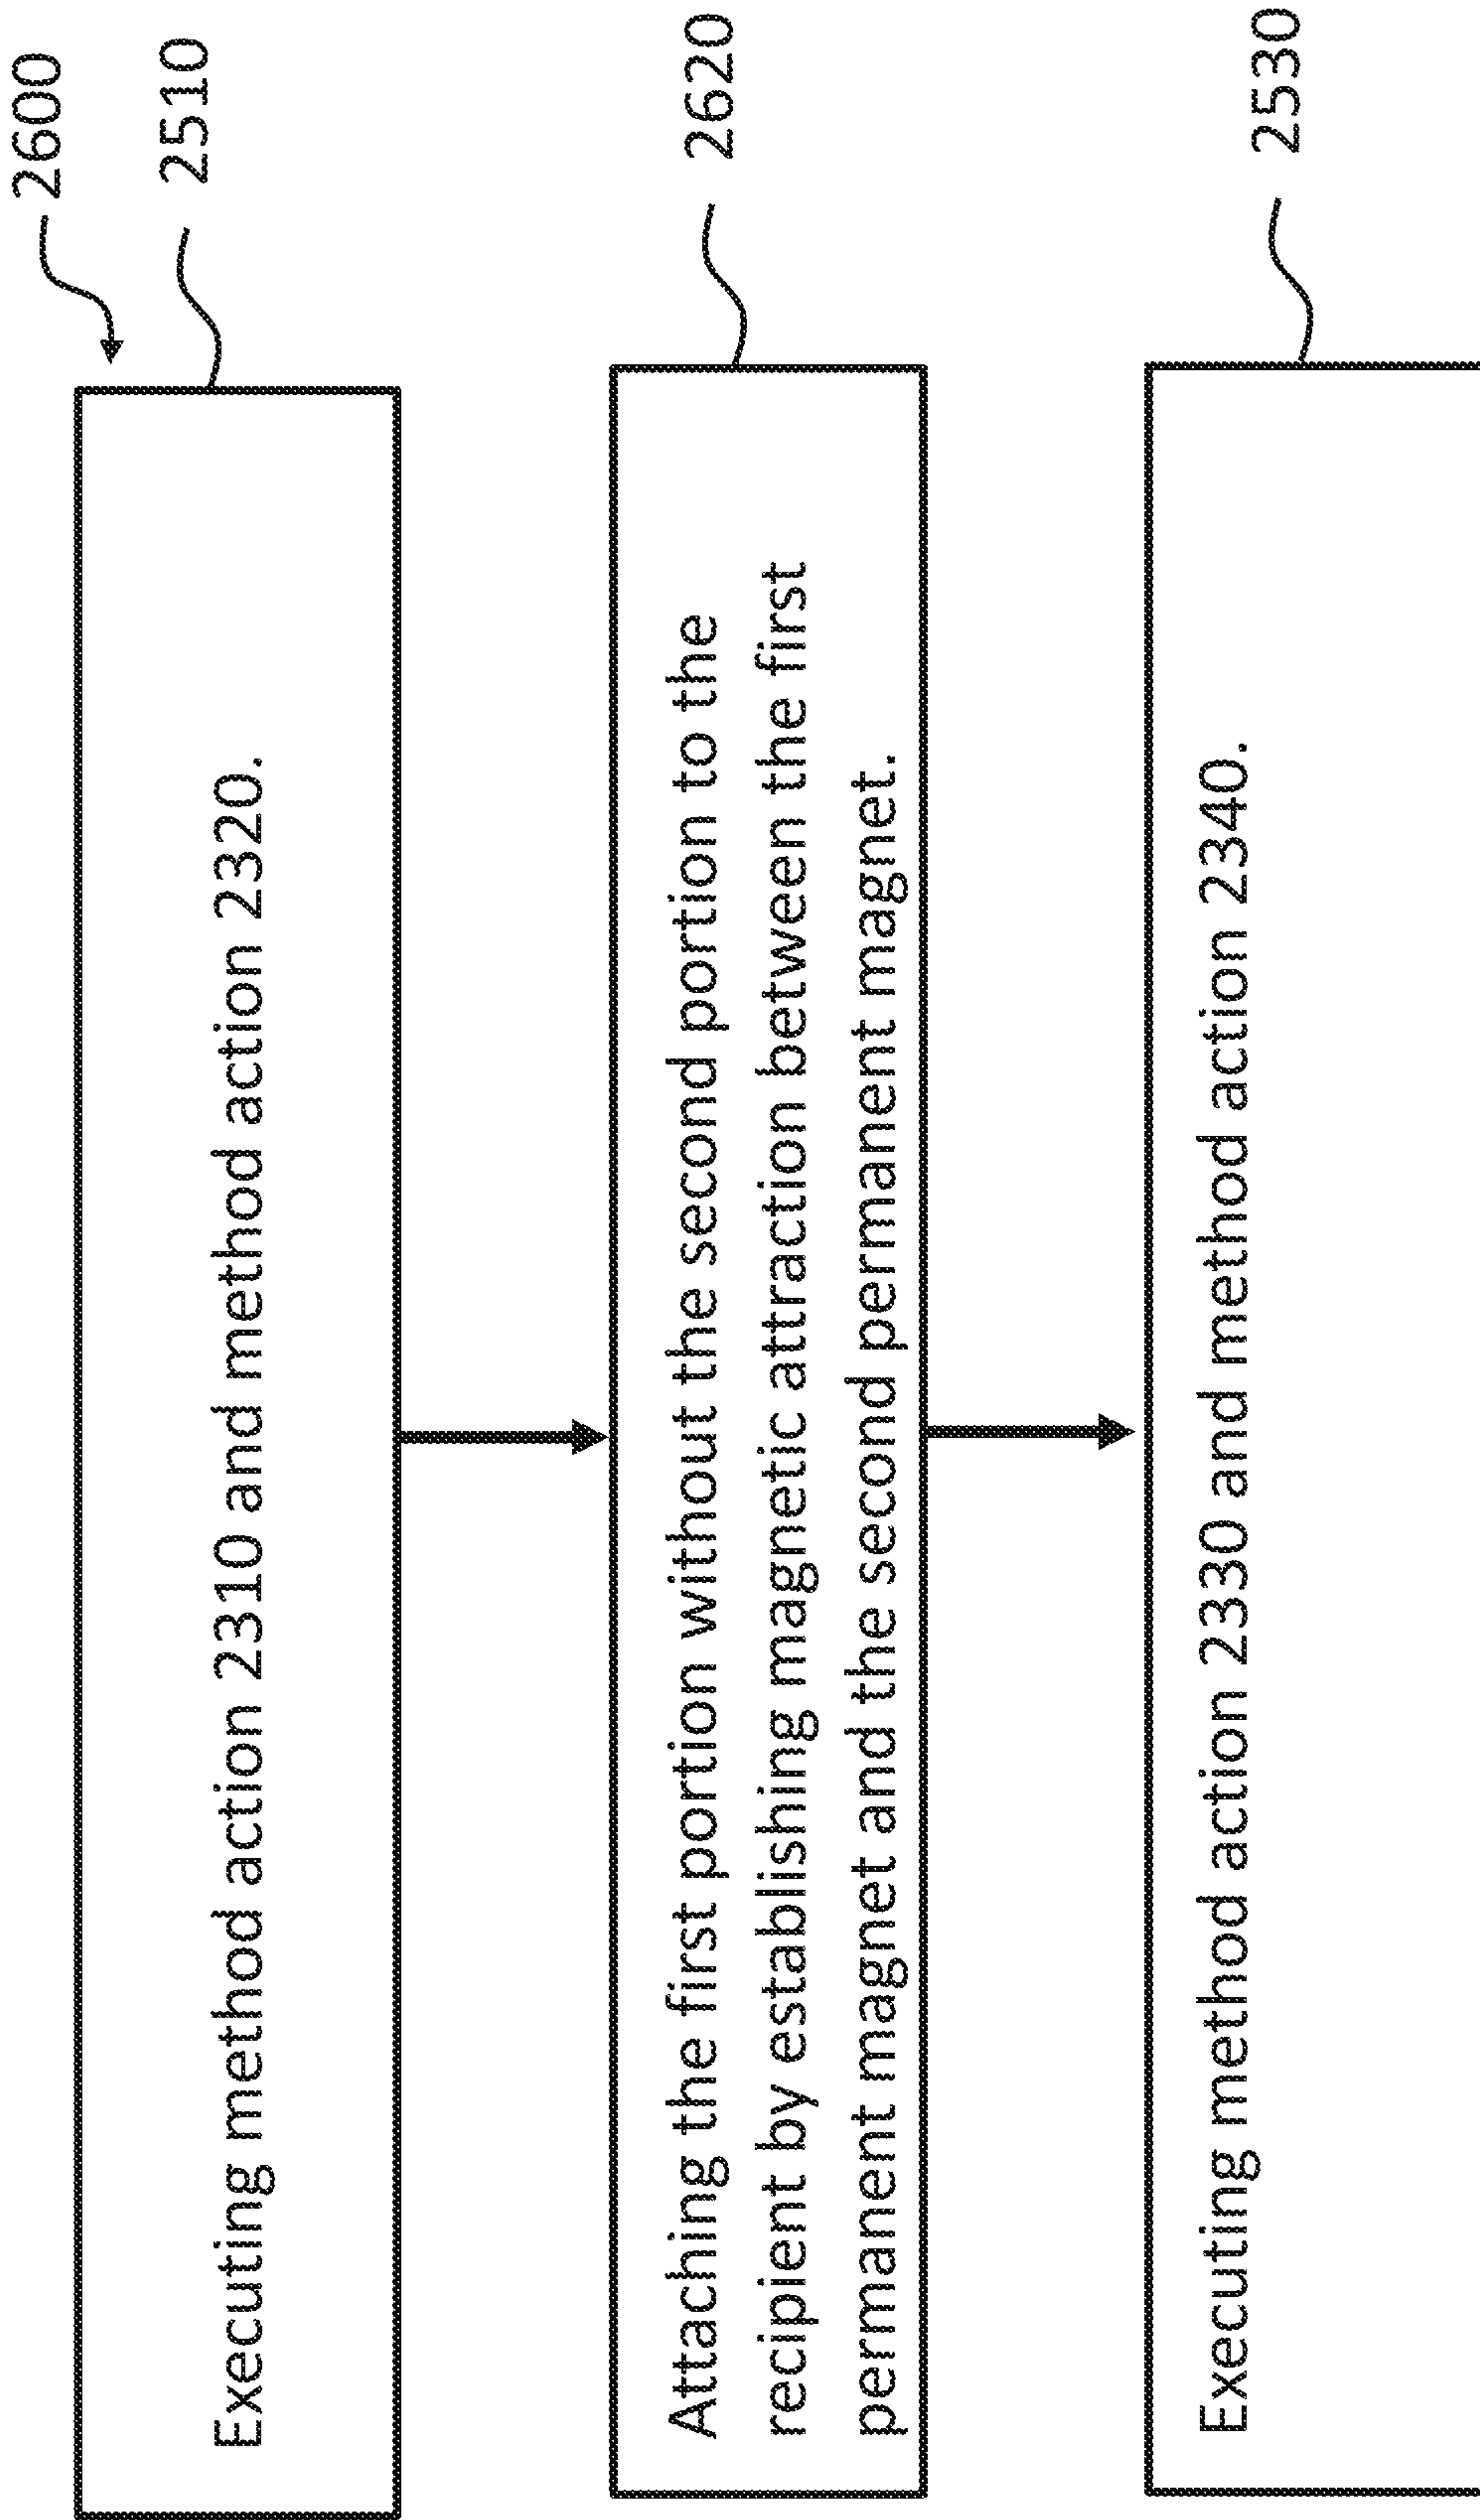 2600
2510
Executing method action 2310 and method action 2320.
2620
Attaching the first portion without the second portion to the
recipient by establishing magnetic attraction between the first
permanent magnet and the second permanent magnet.
2530
Executing method action 2330 and method action 2340.